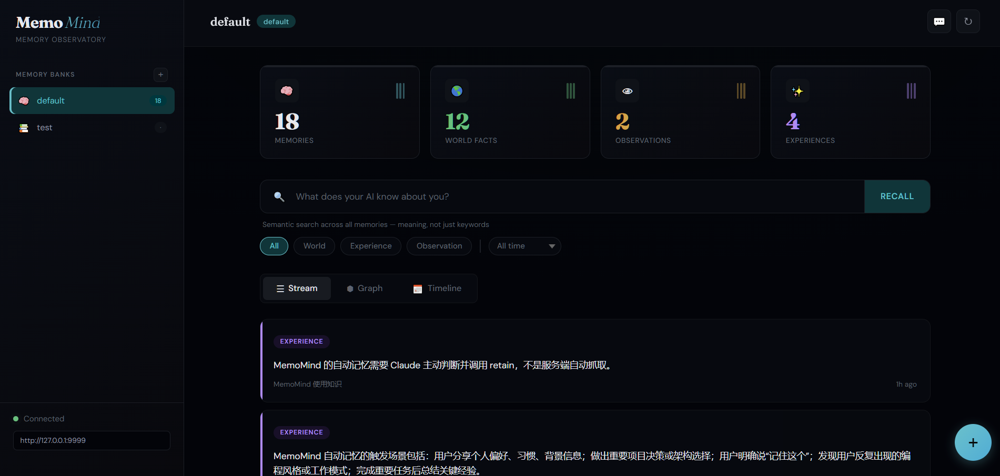 Memo Mind
MEMORY OBSERVATORY
MEMORY BANKS
+
default
18
test
Connected
http://127.0.0.1:9999
default
default
18
MEMORIES
12
WORLD FACTS
2
OBSERVATIONS
4
EXPERIENCES
What does your AI know about you?
RECALL
Semantic search across all memories — meaning, not just keywords
All
World
Experience
Observation
All time
Stream
Graph
Timeline
EXPERIENCE
MemoMind 的自动记忆需要 Claude 主动判断并调用 retain，不是服务端自动抓取。
MemoMind 使用知识
1h ago
EXPERIENCE
MemoMind 自动记忆的触发场景包括：用户分享个人偏好、习惯、背景信息；做出重要项目决策或架构选择；用户明确说“记住这个”；发现用户反复出现的编
程风格或工作模式；完成重要任务后总结关键经验。
+